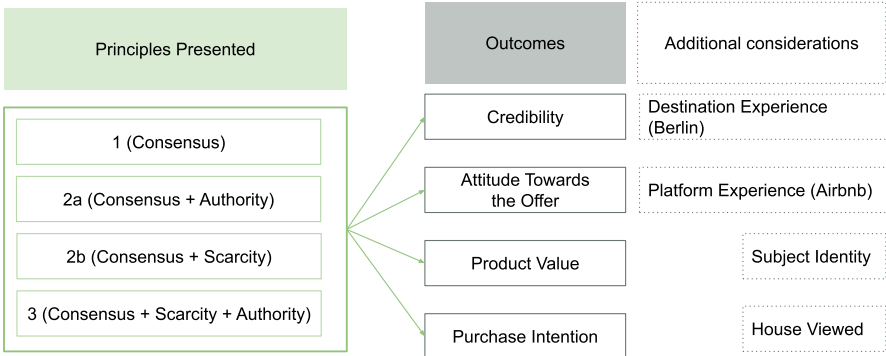 Principles Presented
Outcomes
Additional considerations
1 (Consensus)
2a (Consensus + Authority)
2b (Consensus + Scarcity)
3 (Consensus + Scarcity + Authority)
Credibility
Attitude Towards
the Offer
Product Value
Purchase Intention
Destination Experience
(Berlin)
Platform Experience (Airbnb)
Subject Identity
House Viewed